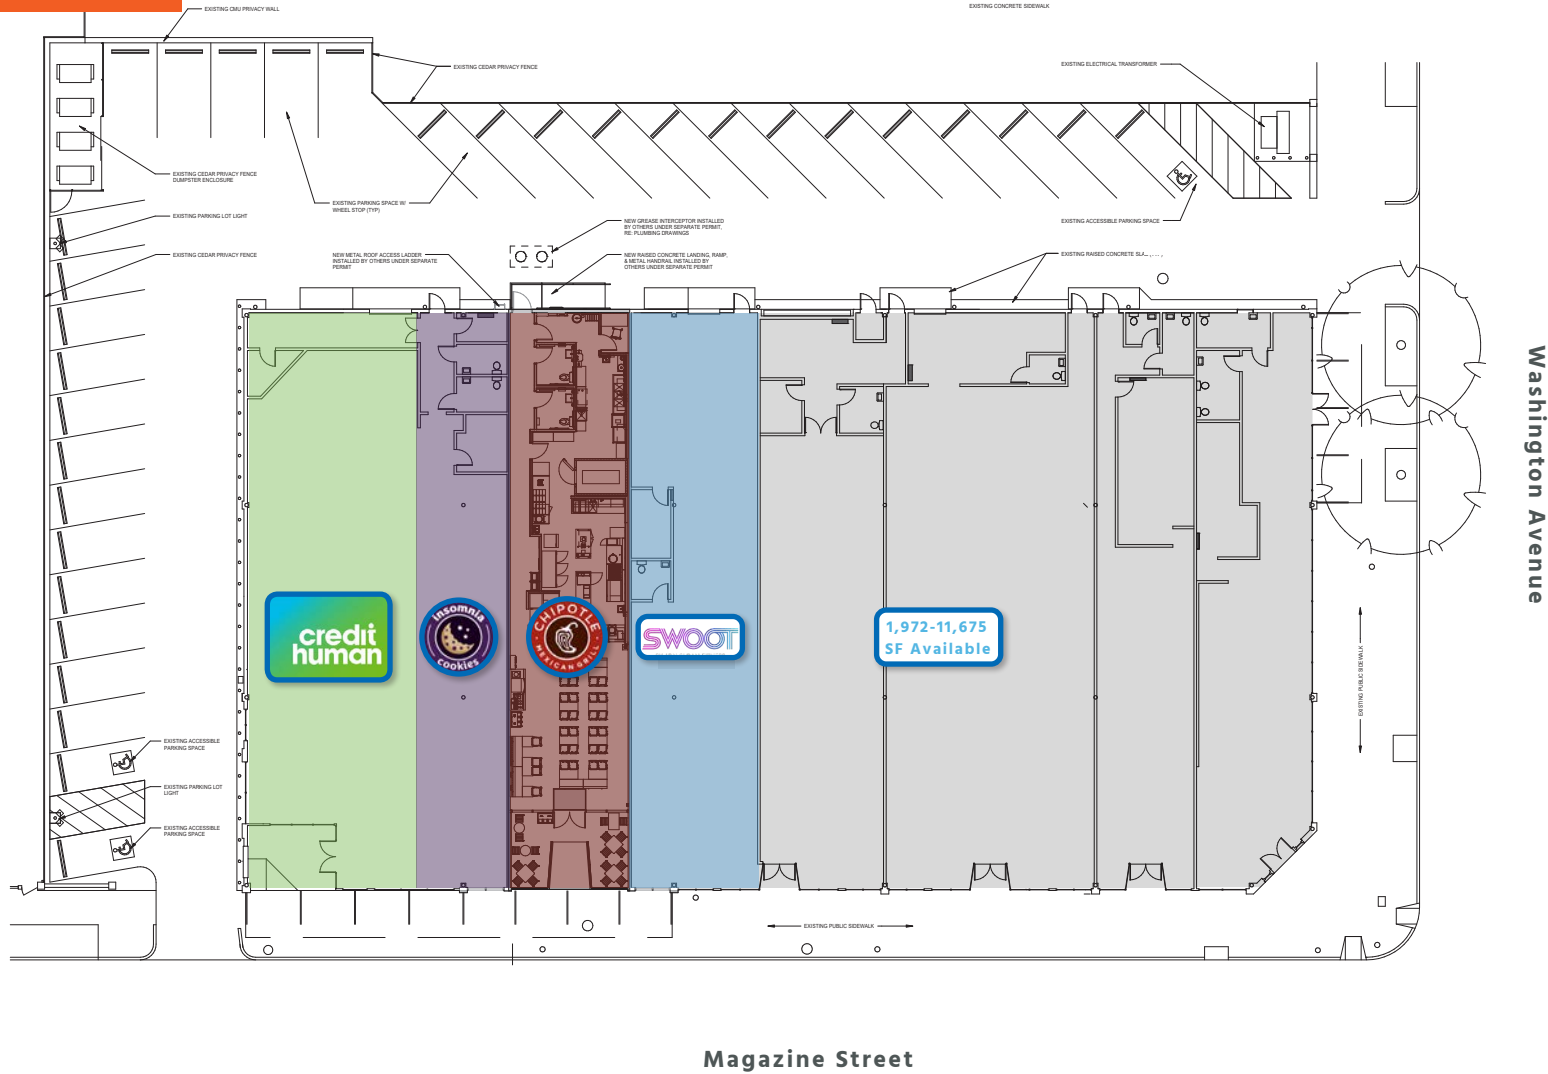 EXISTING CMU PRIVACY WALL
EXISTING CONCRETE SIDEWALK
EXISTING CEDAR PRIVACY FENCE
EXISTING ELECTRICAL TRANSFORMER
EXISTING CEDAR PRIVACY FENCE
DUMPSTER ENCLOSURE
EXISTING PARKING SPACE W/
WHEEL STOP (TYP)
EXISTING PARKING LOT LIGHT
NEW GREASE INTERCEPTOR INSTALLED
BY OTHERS UNDER SEPARATE PERMIT,
RE: PLUMBING DRAWINGS
EXISTING ACCESSIBLE PARKING SPACE
EXISTING CEDAR PRIVACY FENCE
NEW METAL ROOF ACCESS LADDER
INSTALLED BY OTHERS UNDER SEPARATE
PERMIT
NEW RAISED CONCRETE LANDING, RAMP,
& METAL HANDRAIL INSTALLED BY
OTHERS UNDER SEPARATE PERMIT
EXISTING RAISED CONCRETE
Washington Avenue
credit
human
insomnia
cookies
CHIPOTLE
MEXICAN GRILL
SWOOT
1,972-11,675
SF Available
EXISTING PUBLIC SIDEWALK
EXISTING ACCESSIBLE
PARKING SPACE
EXISTING PARKING LOT
LIGHT
EXISTING ACCESSIBLE
PARKING SPACE
EXISTING PUBLIC SIDEWALK
Magazine Street